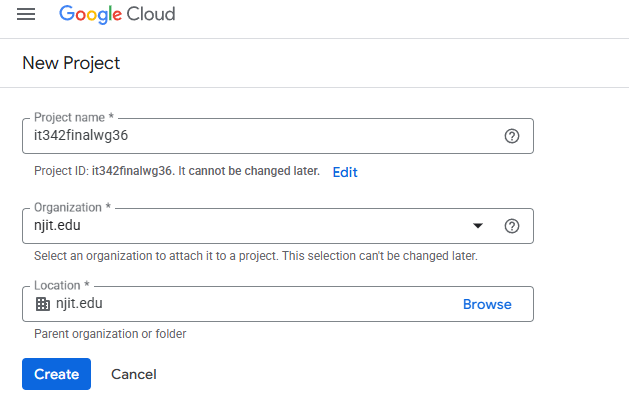 Google Cloud
New Project
Project name *
it342finalwg36
Project ID: it342finalwg36. It cannot be changed later. Edit
Organization *
njit.edu
Select an organization to attach it to a project. This selection can't be changed later.
Location *
njit.edu Browse
Parent organization or folder
Create Cancel